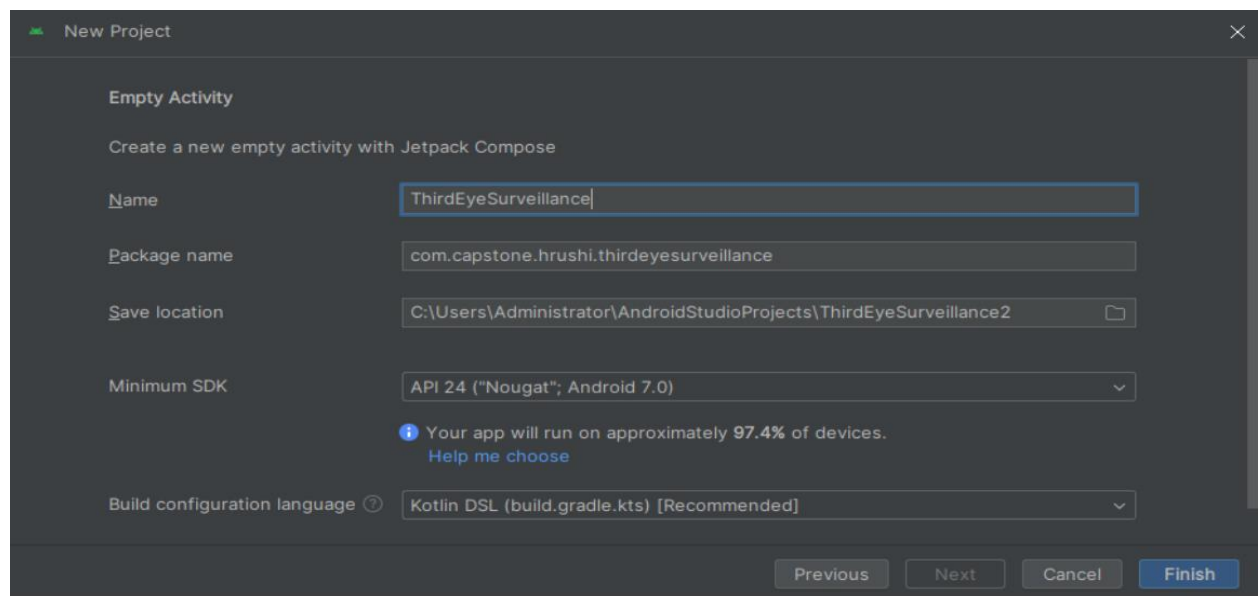 New Project
Empty Activity
Create a new empty activity with Jetpack Compose
Name ThirdEyeSurveillance
Package name com.capstone.hrushi.thirdeyesurveillance
Save location C:\Users\Administrator\AndroidStudioProjects\ThirdEyeSurveillance2
Minimum SDK API 24 ("Nougat"; Android 7.0)
Your app will run on approximately 97.4% of devices.
Help me choose
Build configuration language ? Kotlin DSL (build.gradle.kts) [Recommended]
Previous Next Cancel Finish